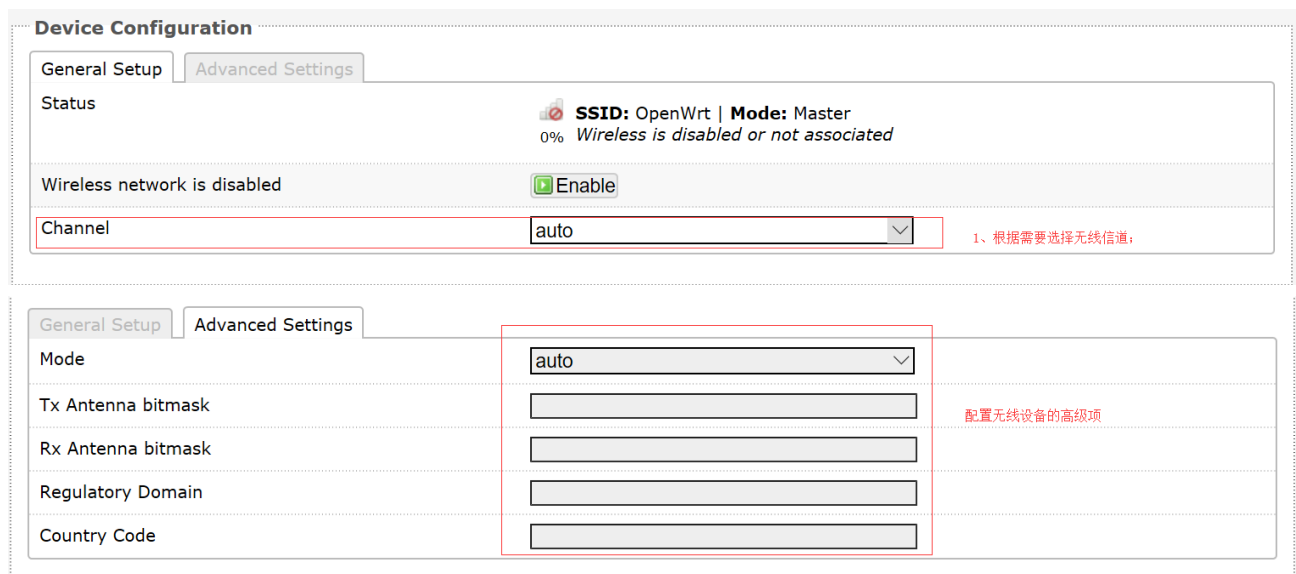 Device Configuration
General Setup
Advanced Settings
Status
SSID: OpenWrt | Mode: Master
0% Wireless is disabled or not associated
Wireless network is disabled
Enable
Channel
auto
1、根据需要选择无线信道;
General Setup
Advanced Settings
Mode
auto
Tx Antenna bitmask
配置无线设备的高级项
Rx Antenna bitmask
Regulatory Domain
Country Code